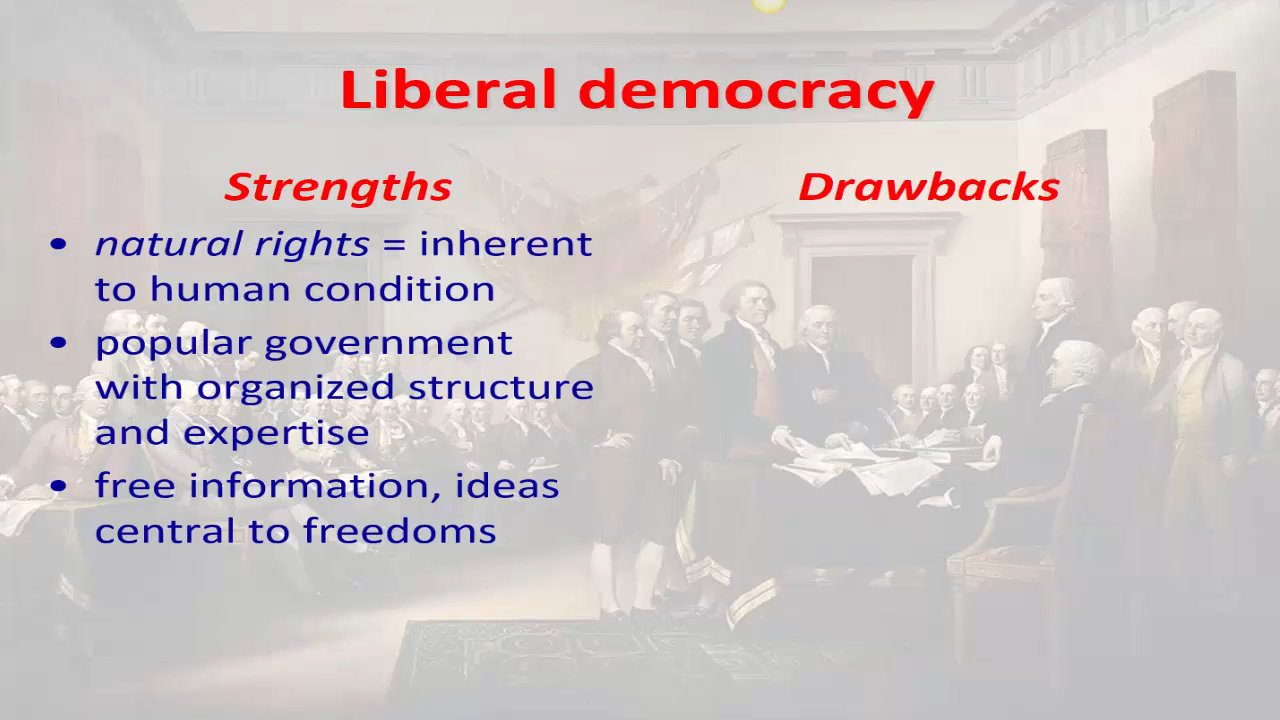 Liberal democracy
Strengths
• natural rights = inherent
to human condition
• popular government
with organized structure
and expertise
• free information, ideas
central to freedoms
Drawbacks